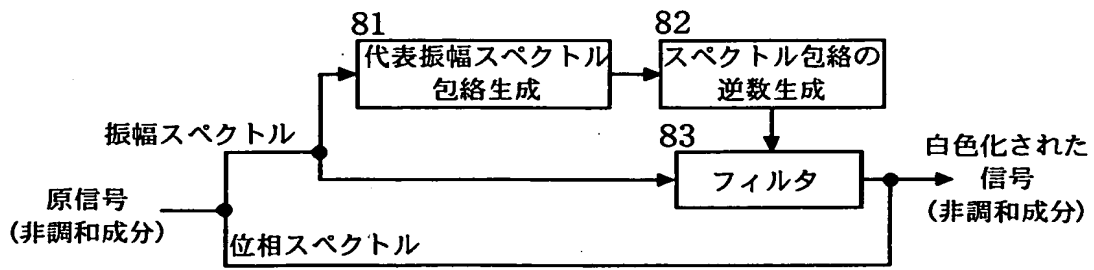 81
代表振幅スペクトル
包絡生成
82
スペクトル包絡の
逆数生成
振幅スペクトル
83
フィルタ
白色化された
信号
(非調和成分)
原信号
(非調和成分)
位相スペクトル